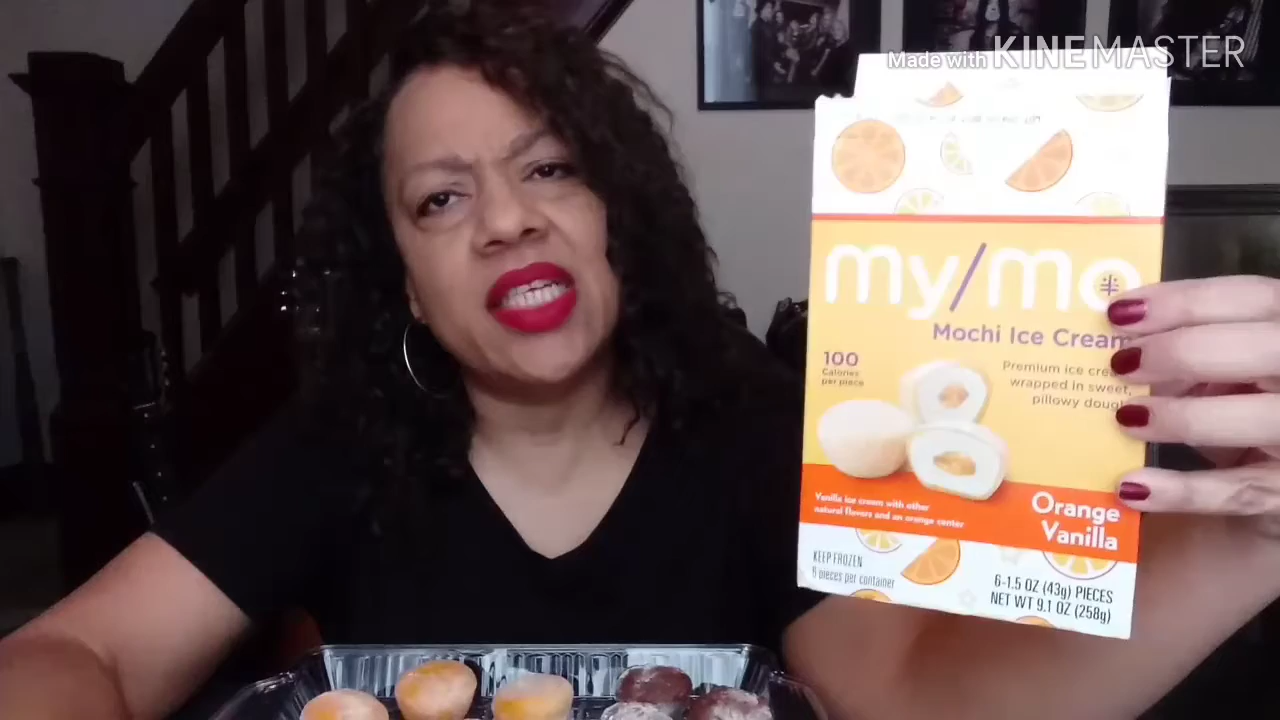 Made with KINEMASTER
my/mo
Mochi Ice Cream
100
Calories
per piece
Premium ice cream
wrapped in sweet,
pillowy dough
Vanilla ice cream with other
natural flavors and an orange center
Orange
Vanilla
KEEP FROZEN
6 pieces per container
6-1.5 OZ (43g) PIECES
NET WT 9.1 OZ (258g)